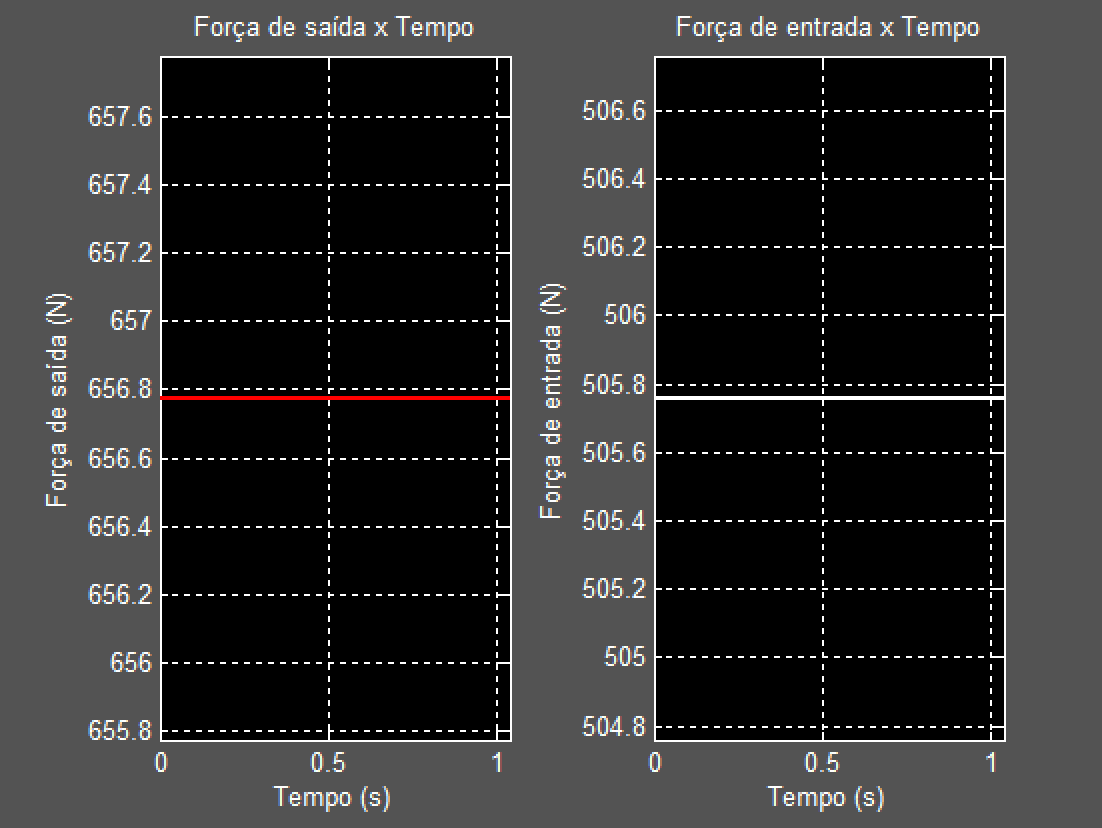 Força de saída x Tempo
657.6
657.4
657.2
657
656.8
656.6
656.4
656.2
656
655.8
Força de saída (N)
0 0.5 1
Tempo (s)
Força de entrada x Tempo
506.6
506.4
506.2
506
505.8
505.6
505.4
505.2
505
504.8
Força de entrada (N)
0 0.5 1
Tempo (s)